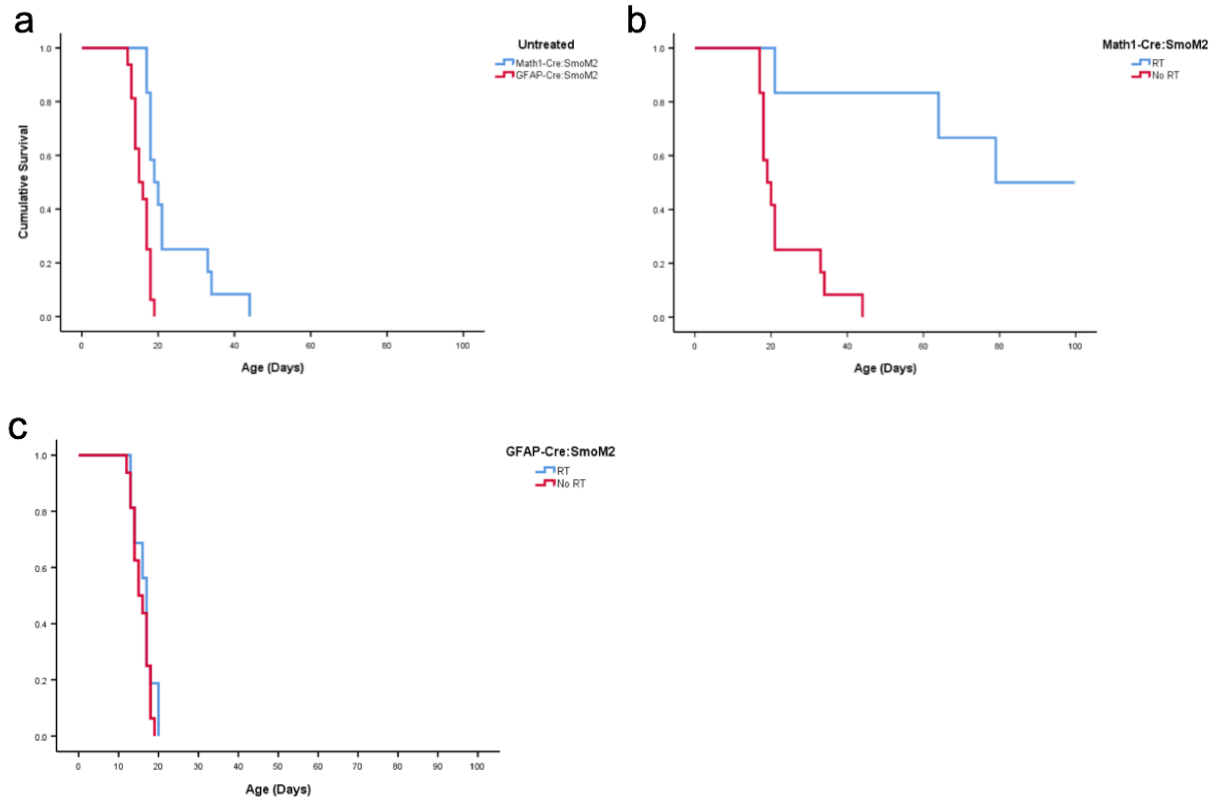 a
Untreated
Math1-Cre:SmoM2
GFAP-Cre:SmoM2
1.0
0.8
0.6
0.4
0.2
0.0
Cumulative Survival
0 20 40 60 80 100
Age (Days)
b
Math1-Cre:SmoM2
RT
No RT
1.0
0.8
0.6
0.4
0.2
0.0
0 20 40 60 80 100
Age (Days)
c
GFAP-Cre:SmoM2
RT
No RT
1.0
0.8
0.6
0.4
0.2
0.0
0 10 20 30 40 50 60 70 80 90 100
Age (Days)